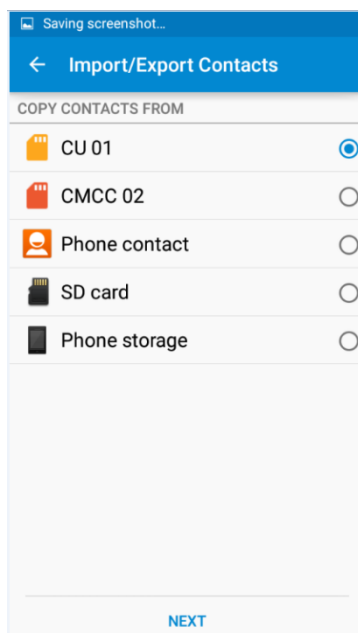 Saving screenshot...
Import/Export Contacts
COPY CONTACTS FROM
CU 01
CMCC 02
Phone contact
SD card
Phone storage
NEXT